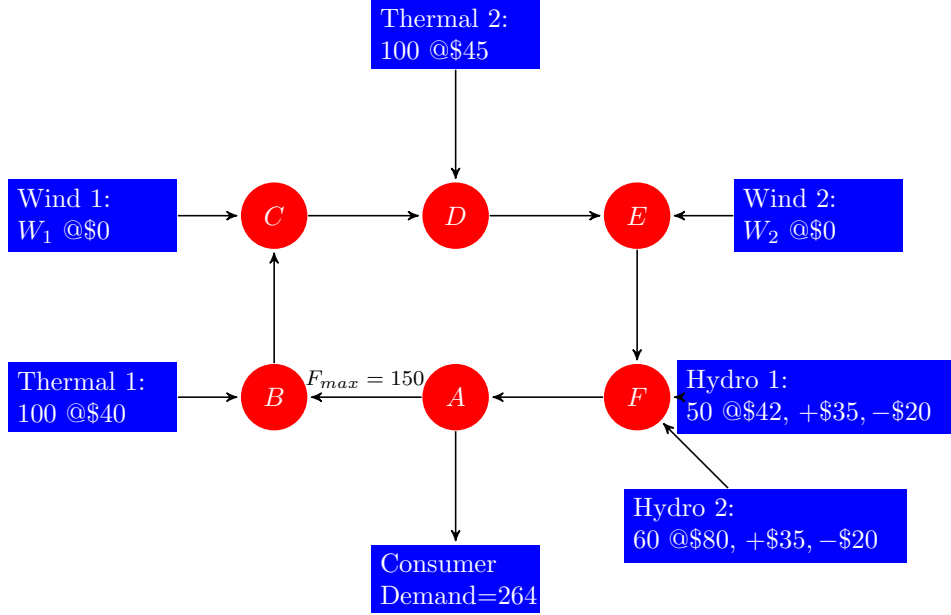 Thermal 2:
100 @$45
Wind 1:
W₁ @$0
C
D
E
Wind 2:
W₂ @$0
Thermal 1:
100 @$40
B
Fmax = 150
A
F
Hydro 1:
50 @$42, +$35, −$20
Hydro 2:
60 @$80, +$35, −$20
Consumer
Demand=264